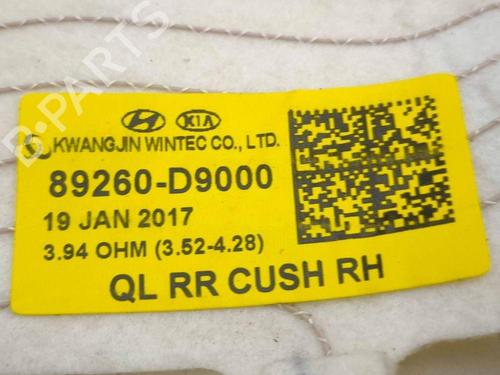 B-PARTS
KIA
KWANGJIN WINTEC CO., LTD.
89260-D9000
19 JAN 2017
3.94 OHM (3.52-4.28)
QL RR CUSH RH